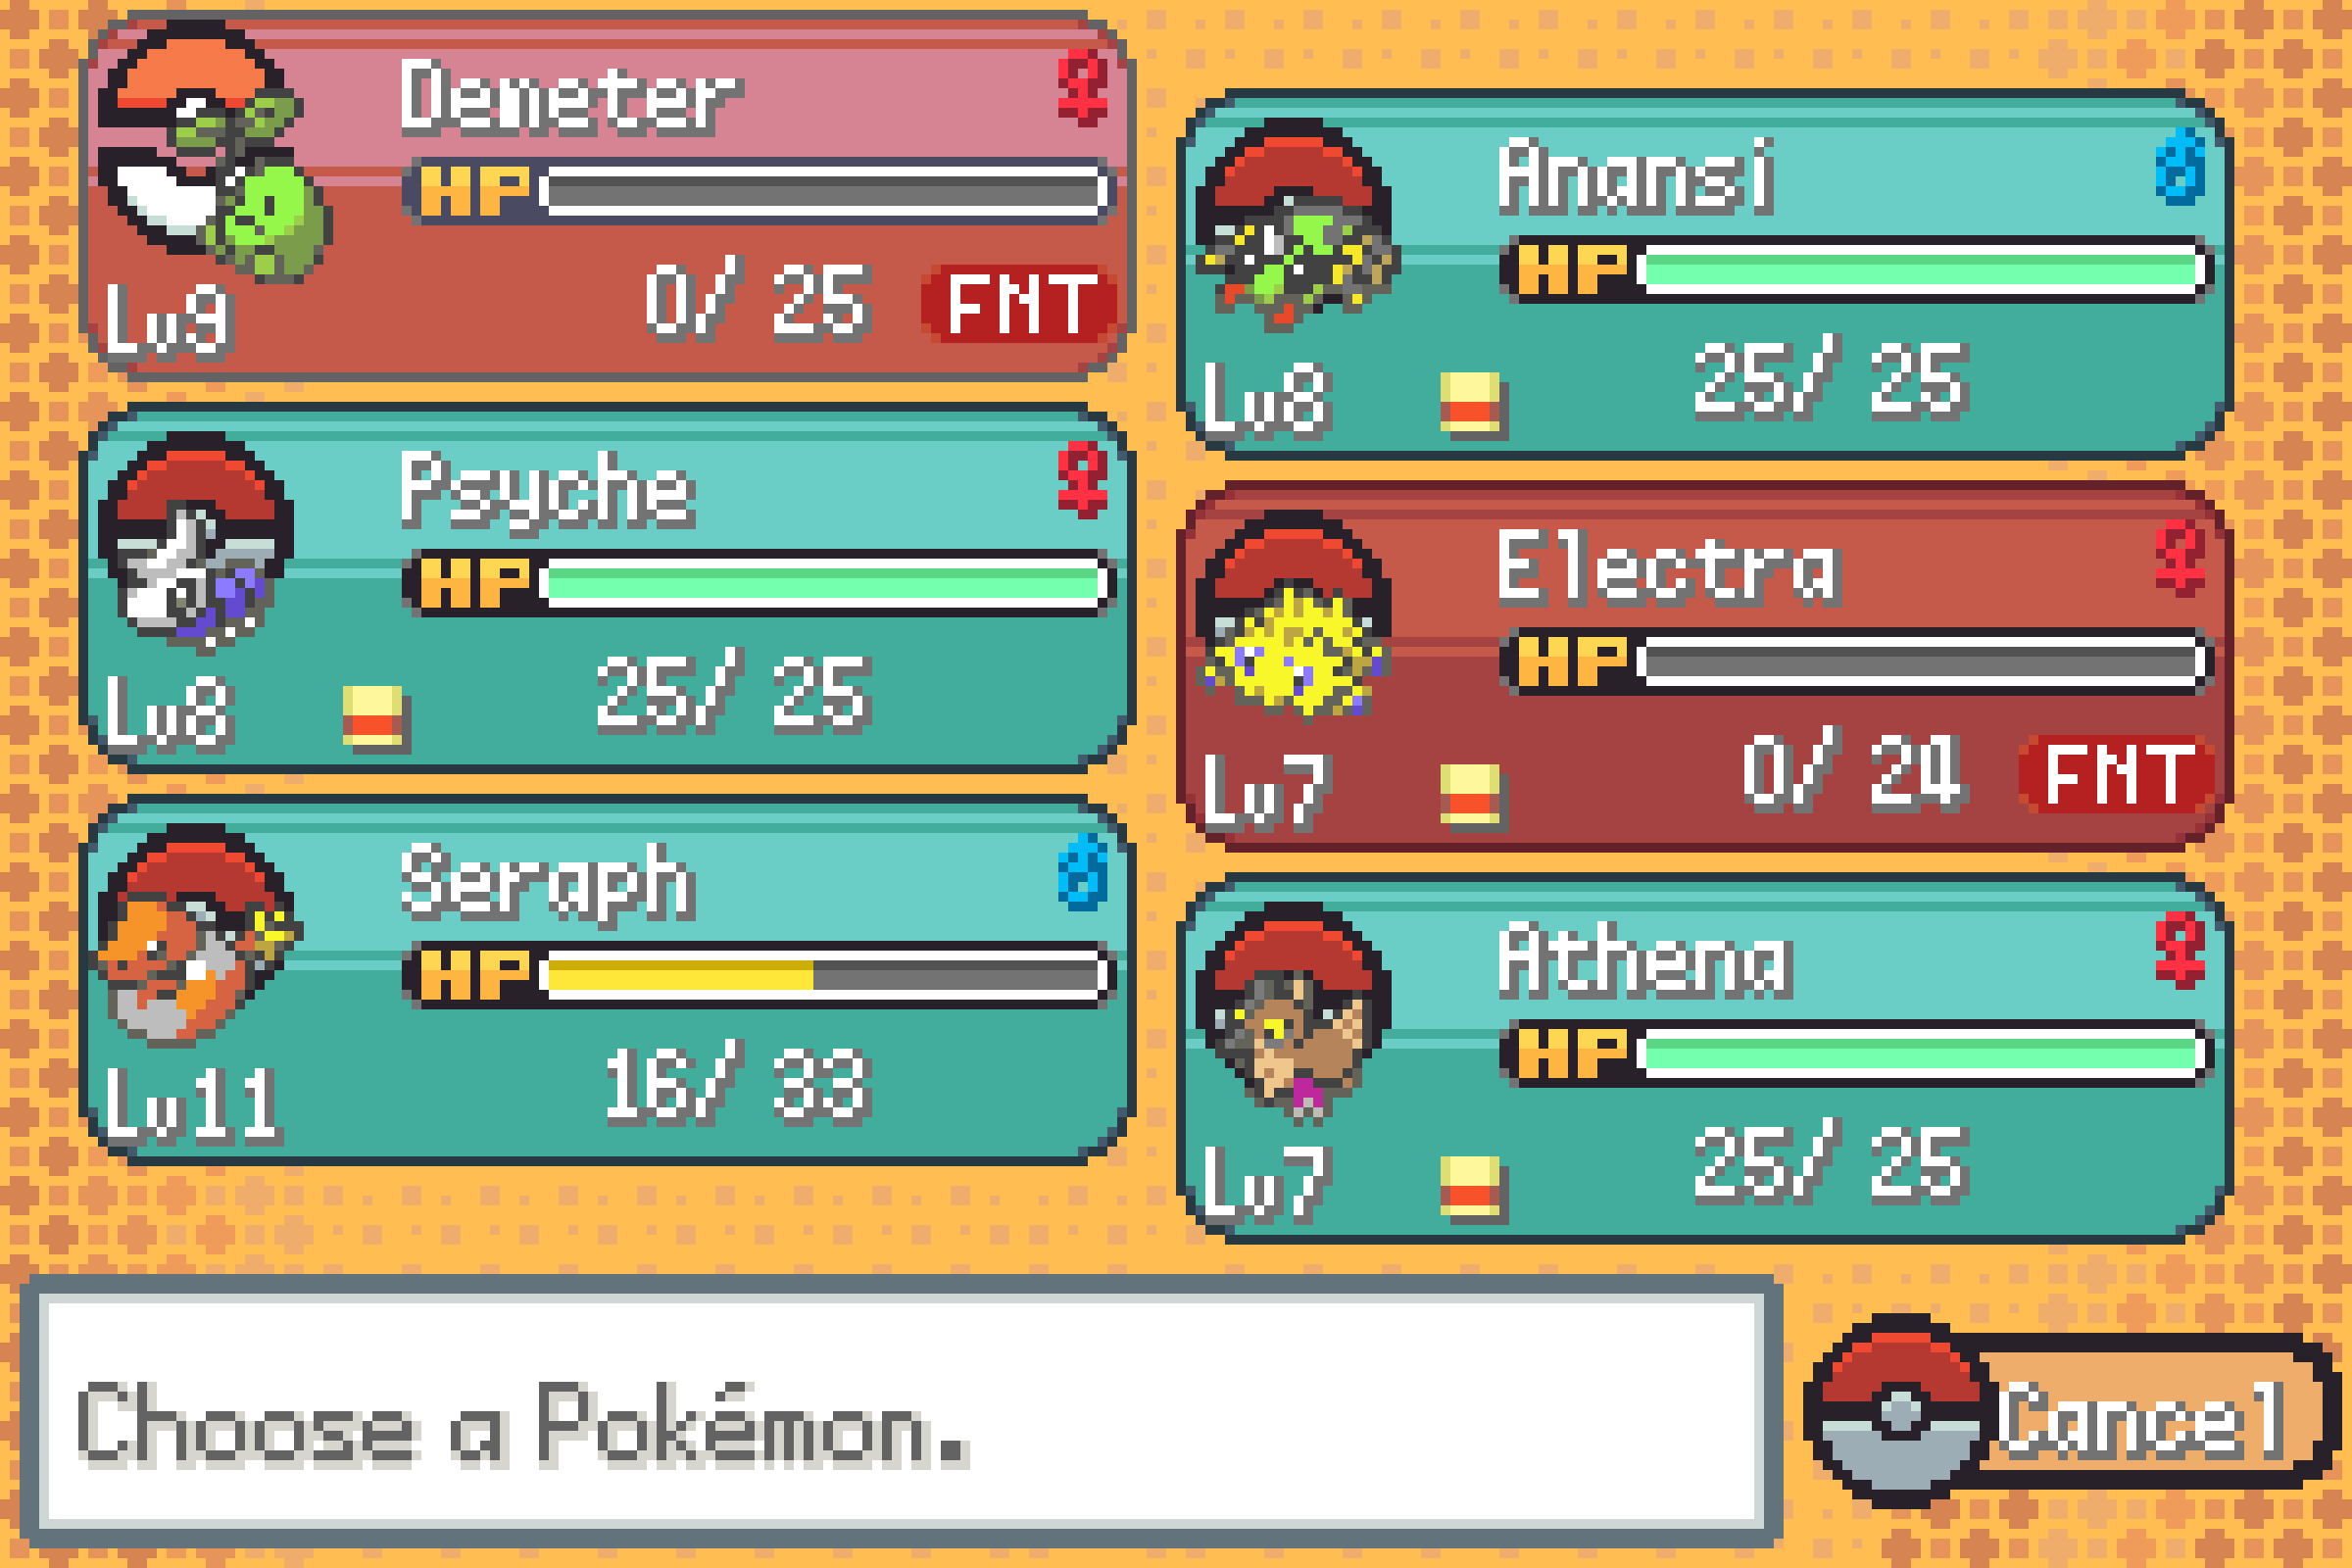 Demeter ♀
HP
Lv9 0/ 25 FNT
Anansi ♂
HP
Lv8 25/ 25
Psyche ♀
HP
Lv8 25/ 25
Electra ♀
HP
Lv7 0/ 24 FNT
Seraph ♂
HP
Lv11 16/ 33
Athena ♀
HP
Lv7 25/ 25
Choose a Pokémon.
Cancel